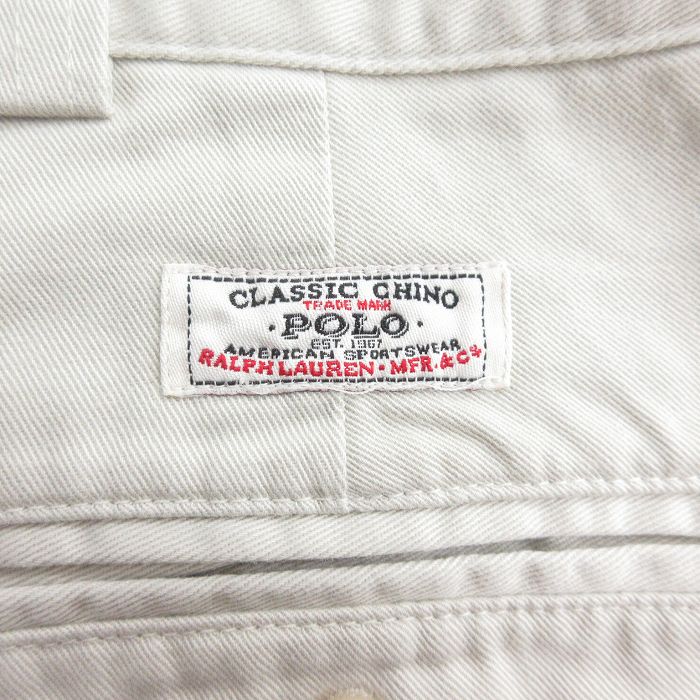 CLASSIC CHINO
TRADE MARK
·POLO·
EST. 1967
AMERICAN SPORTSWEAR
RALPH LAUREN · MFR. & Co.